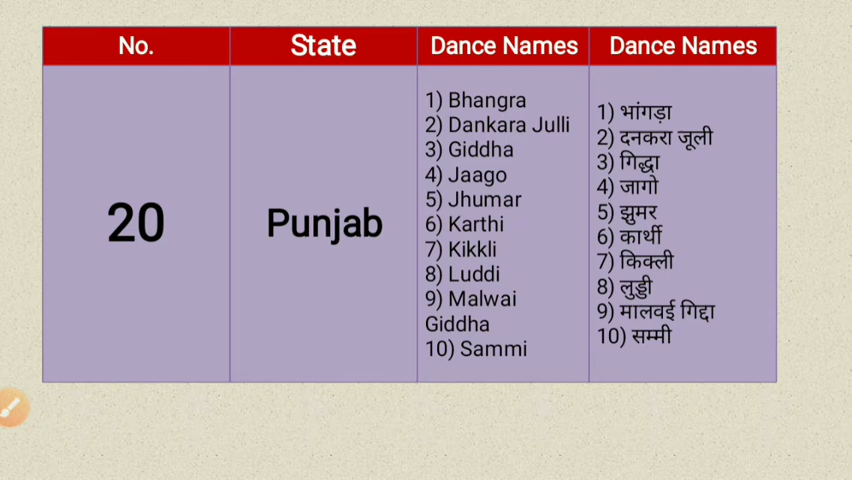 No.
State
Dance Names
Dance Names
20
Punjab
1) Bhangra
2) Dankara Julli
3) Giddha
4) Jaago
5) Jhumar
6) Karthi
7) Kikkli
8) Luddi
9) Malwai
Giddha
10) Sammi
1) भांगड़ा
2) दनकरा जूली
3) गिद्धा
4) जागो
5) झुमर
6) कार्थी
7) किक्ली
8) लुड्डी
9) मालवई गिद्दा
10) सम्मी